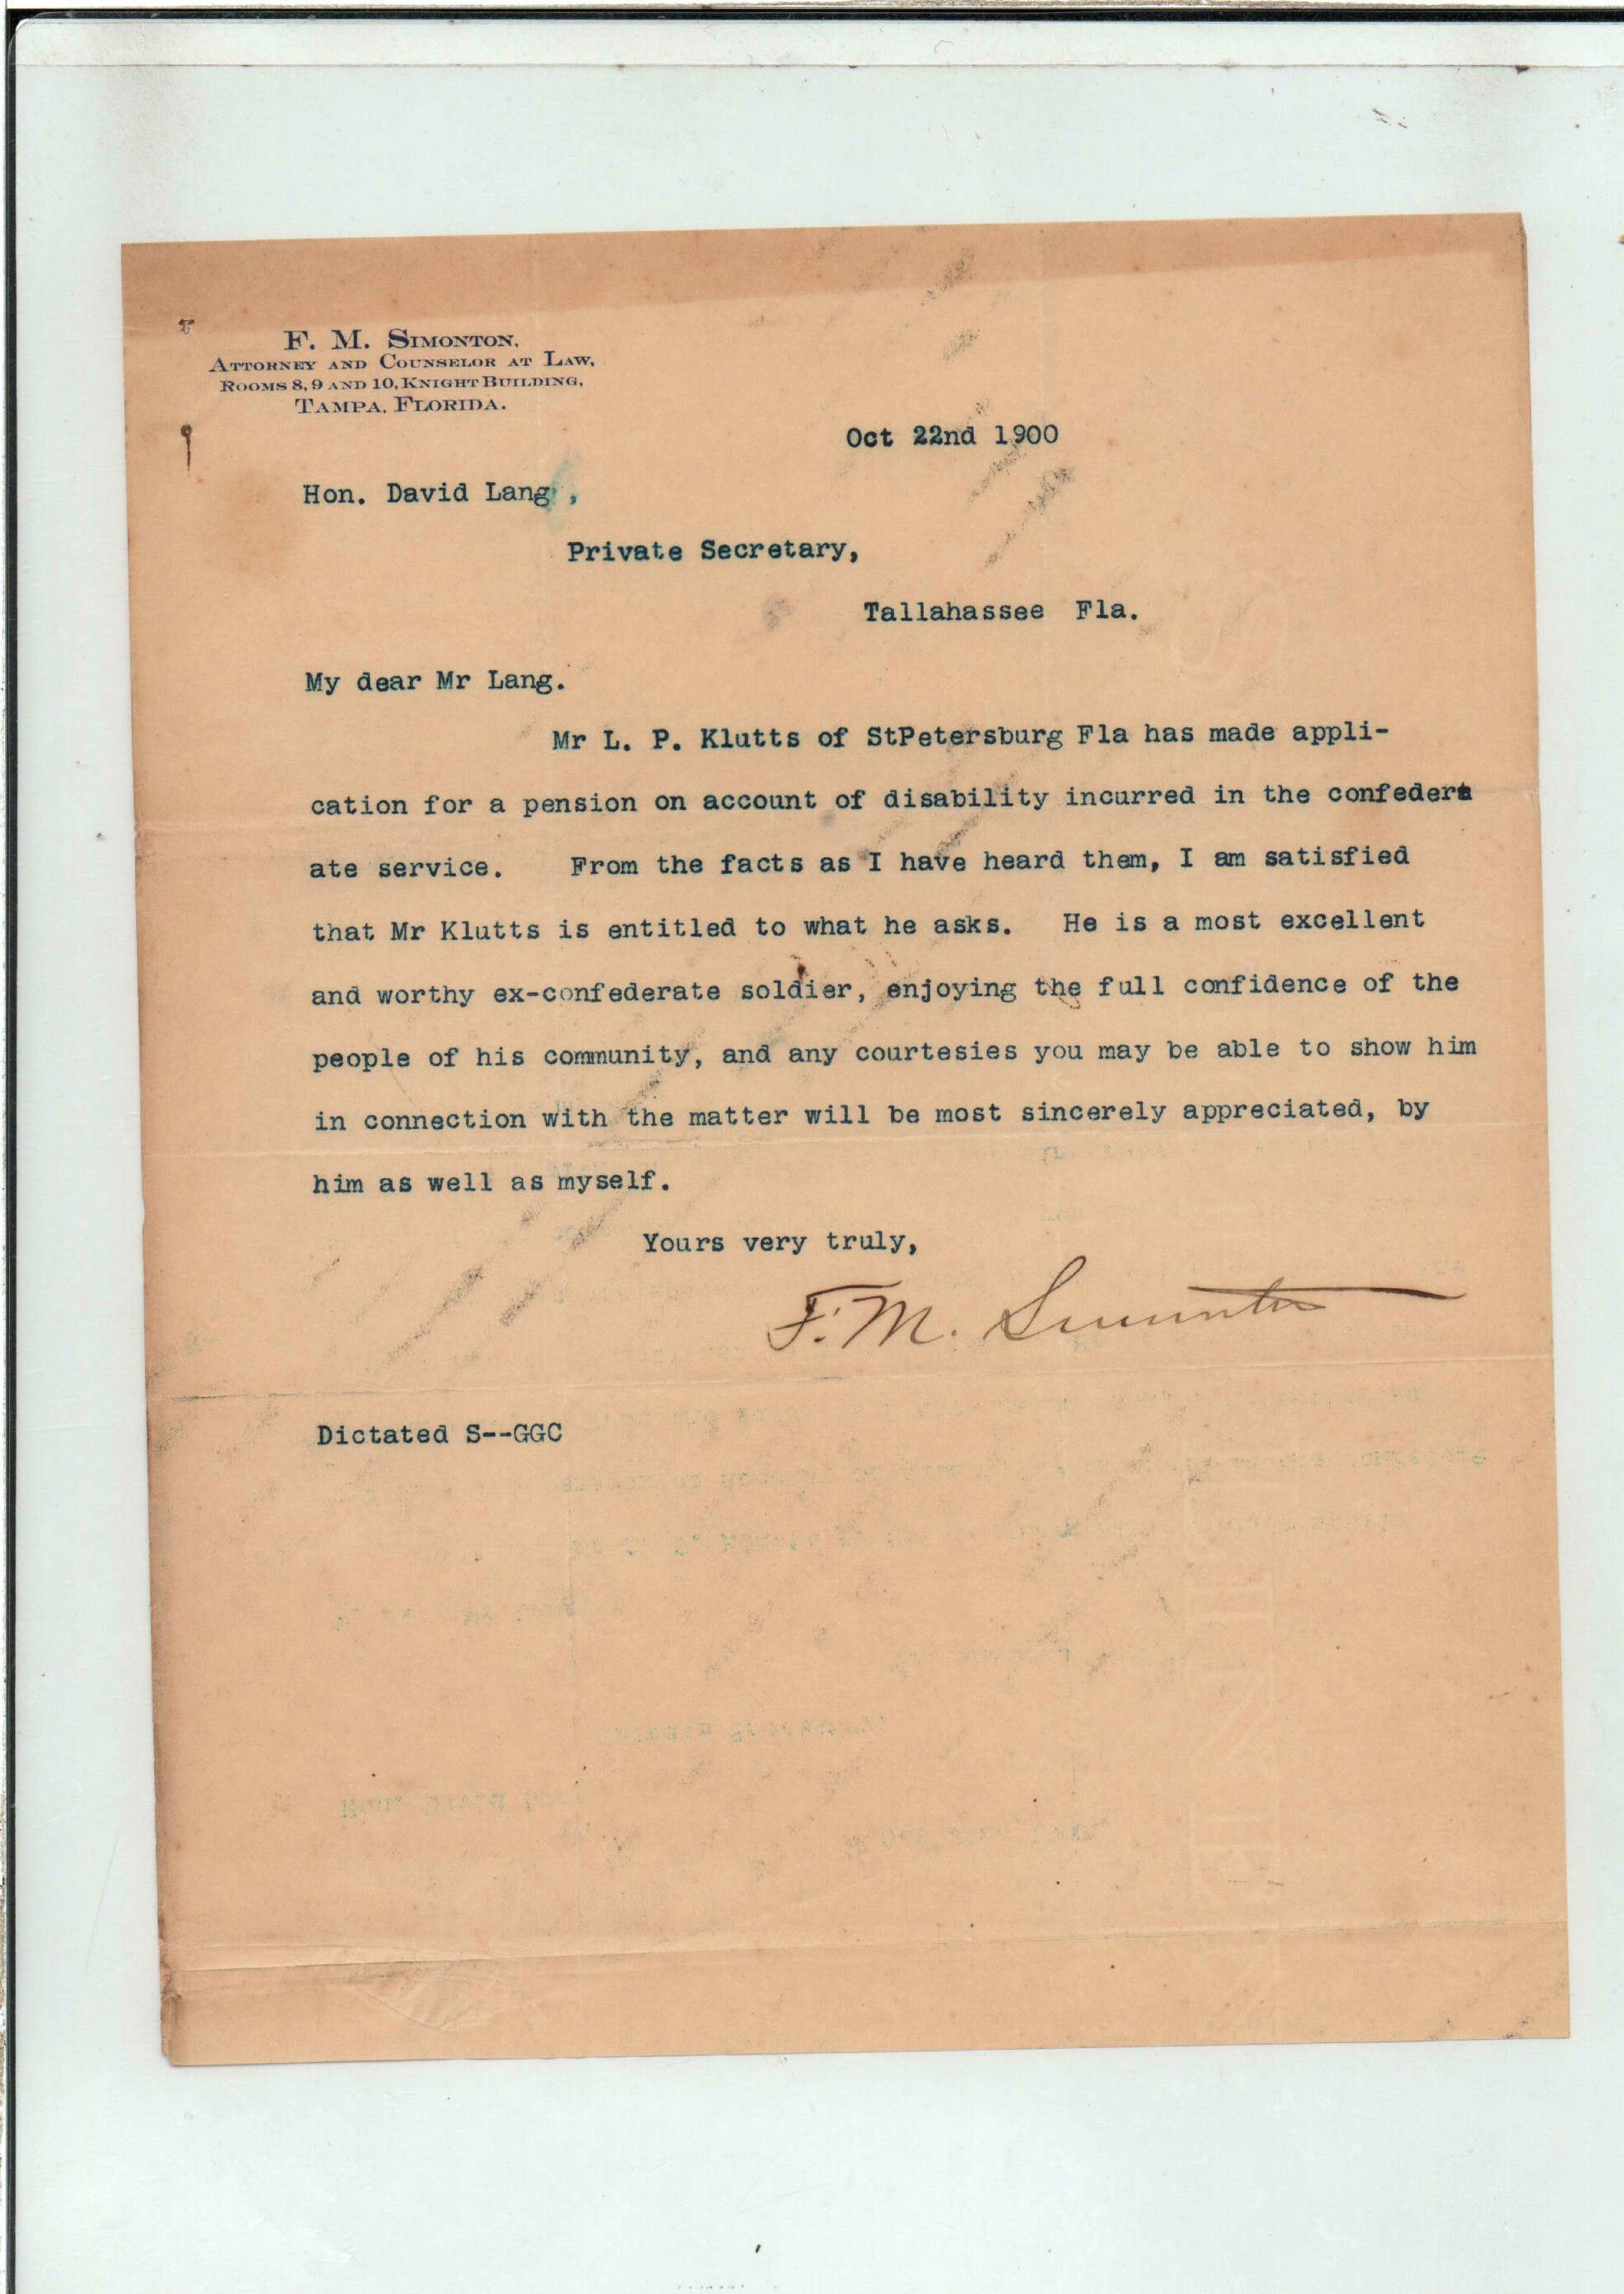 F. M. Simonton,
Attorney and Counselor at Law,
Rooms 8, 9 and 10, Knight Building,
Tampa, Florida.
Oct 22nd 1900
Hon. David Lang ,
Private Secretary,
Tallahassee Fla.
My dear Mr Lang.
Mr L. P. Klutts of StPetersburg Fla has made appli-
cation for a pension on account of disability incurred in the confeder
ate service. From the facts as I have heard them, I am satisfied
that Mr Klutts is entitled to what he asks. He is a most excellent
and worthy ex-confederate soldier, enjoying the full confidence of the
people of his community, and any courtesies you may be able to show him
in connection with the matter will be most sincerely appreciated, by
him as well as myself.
Yours very truly,
F. M. Simonton
Dictated S--GGC